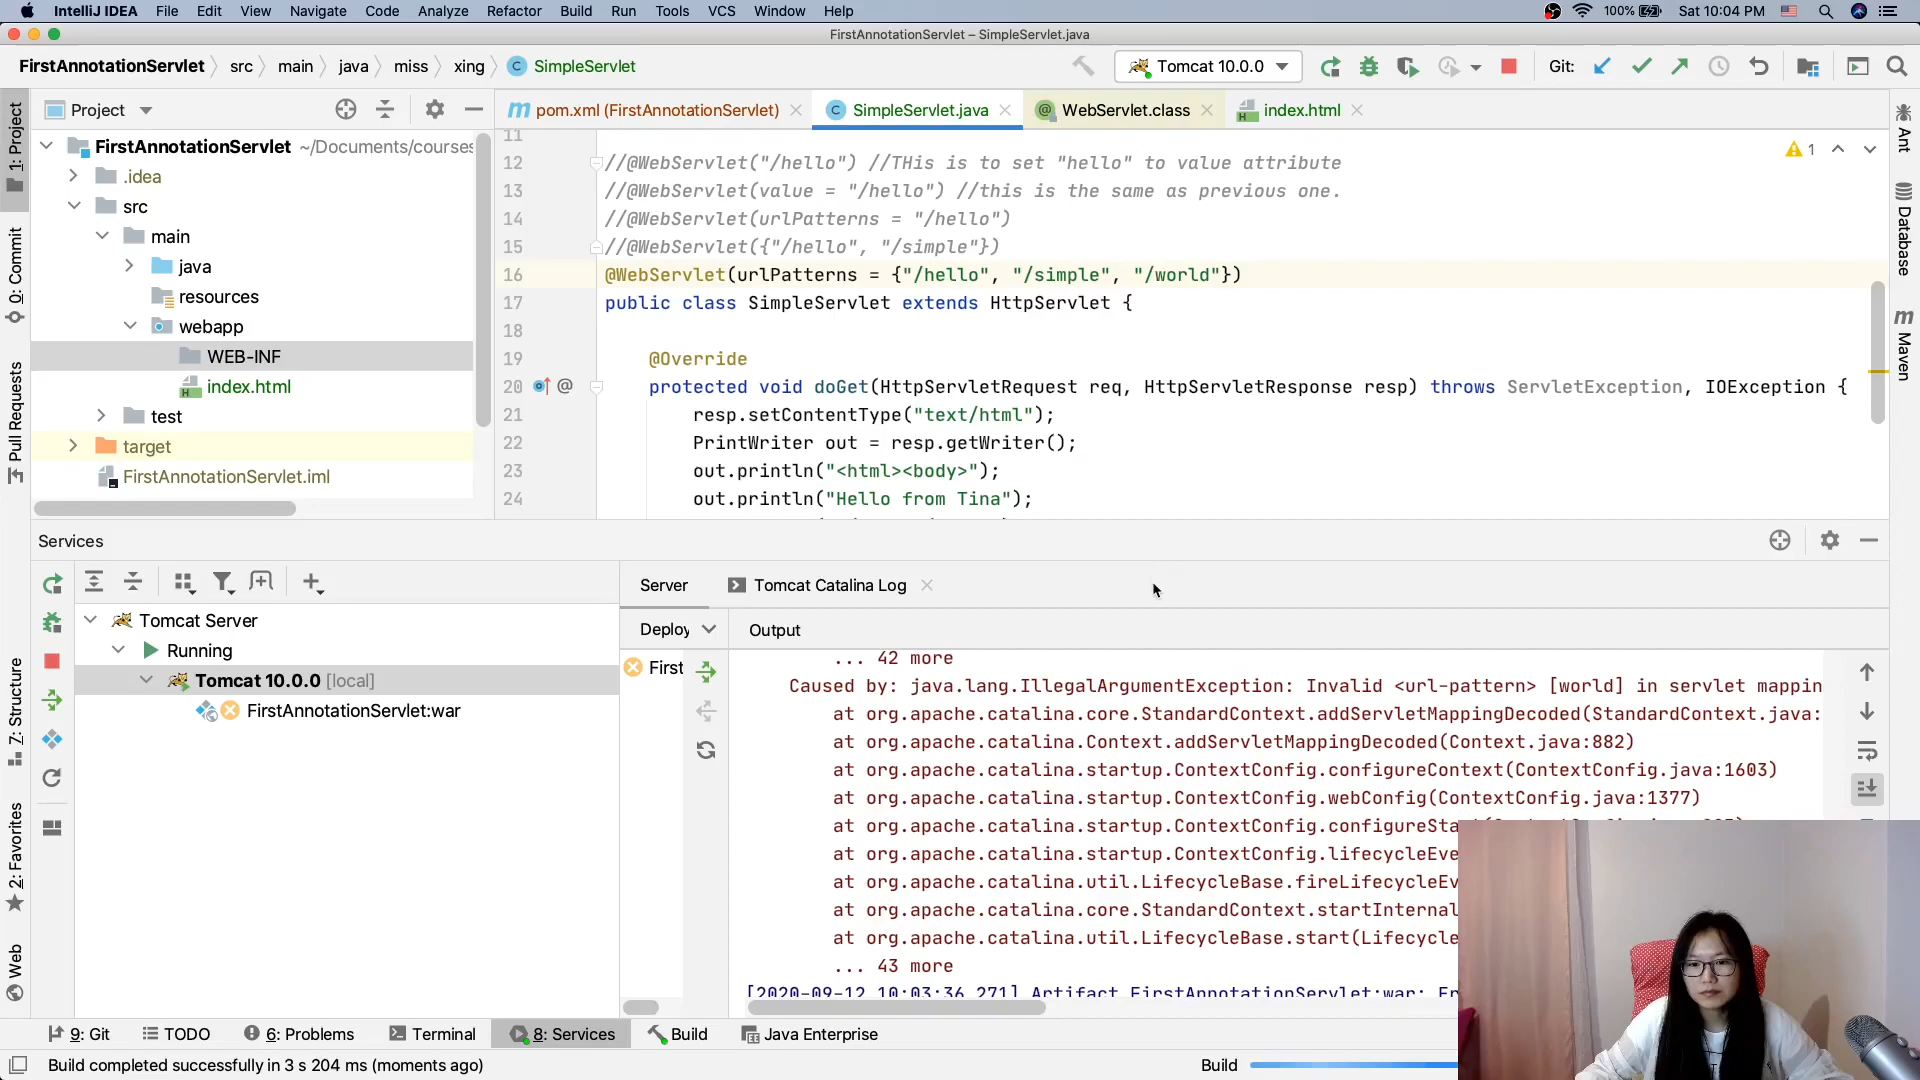 IntelliJ IDEA File Edit View Navigate Code Analyze Refactor Build Run Tools VCS Window Help 100% Sat 10:04 PM
FirstAnnotationServlet – SimpleServlet.java
FirstAnnotationServlet src main java miss xing SimpleServlet Tomcat 10.0.0 Git:
Project
pom.xml (FirstAnnotationServlet) SimpleServlet.java WebServlet.class index.html
1: Project
0: Commit
Pull Requests
Z: Structure
2: Favorites
Web
FirstAnnotationServlet ~/Documents/courses
.idea
src
main
java
resources
webapp
WEB-INF
index.html
test
target
FirstAnnotationServlet.iml
11
12 //@WebServlet("/hello") //THis is to set "hello" to value attribute
13 //@WebServlet(value = "/hello") //this is the same as previous one.
14 //@WebServlet(urlPatterns = "/hello")
15 //@WebServlet({"/hello", "/simple"})
16 @WebServlet(urlPatterns = {"/hello", "/simple", "/world"})
17 public class SimpleServlet extends HttpServlet {
18
19 @Override
20 protected void doGet(HttpServletRequest req, HttpServletResponse resp) throws ServletException, IOException {
21 resp.setContentType("text/html");
22 PrintWriter out = resp.getWriter();
23 out.println("<html><body>");
24 out.println("Hello from Tina");
1
Ant
Database
Maven
Services
Tomcat Server
Running
Tomcat 10.0.0 [local]
FirstAnnotationServlet:war
Server Tomcat Catalina Log
Deploy Output
First
... 42 more
Caused by: java.lang.IllegalArgumentException: Invalid <url-pattern> [world] in servlet mappin
at org.apache.catalina.core.StandardContext.addServletMappingDecoded(StandardContext.java:
at org.apache.catalina.Context.addServletMappingDecoded(Context.java:882)
at org.apache.catalina.startup.ContextConfig.configureContext(ContextConfig.java:1603)
at org.apache.catalina.startup.ContextConfig.webConfig(ContextConfig.java:1377)
at org.apache.catalina.startup.ContextConfig.configureSta
at org.apache.catalina.startup.ContextConfig.lifecycleEve
at org.apache.catalina.util.LifecycleBase.fireLifecycleEv
at org.apache.catalina.core.StandardContext.startInternal
at org.apache.catalina.util.LifecycleBase.start(Lifecycle
... 43 more
[2020-09-12 10:03:36,271] Artifact FirstAnnotationServlet:war: Er
9: Git TODO 6: Problems Terminal 8: Services Build Java Enterprise
Build completed successfully in 3 s 204 ms (moments ago) Build